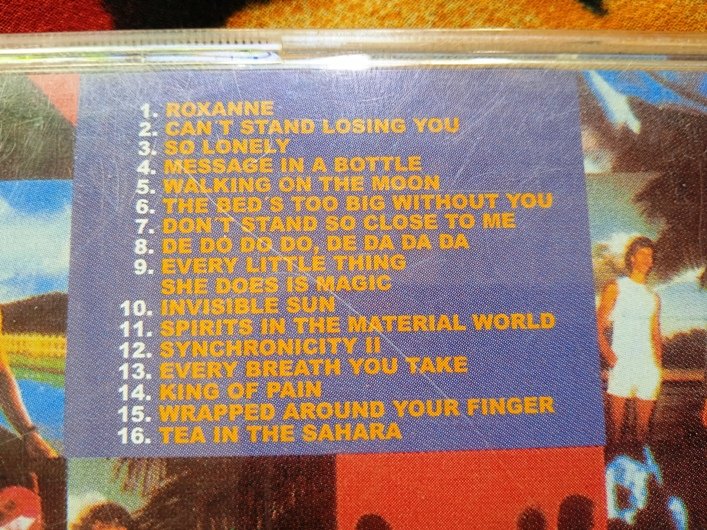 1. ROXANNE
2. CAN´T STAND LOSING YOU
3. SO LONELY
4. MESSAGE IN A BOTTLE
5. WALKING ON THE MOON
6. THE BED´S TOO BIG WITHOUT YOU
7. DON´T STAND SO CLOSE TO ME
8. DE DO DO DO, DE DA DA DA
9. EVERY LITTLE THING
SHE DOES IS MAGIC
10. INVISIBLE SUN
11. SPIRITS IN THE MATERIAL WORLD
12. SYNCHRONICITY II
13. EVERY BREATH YOU TAKE
14. KING OF PAIN
15. WRAPPED AROUND YOUR FINGER
16. TEA IN THE SAHARA